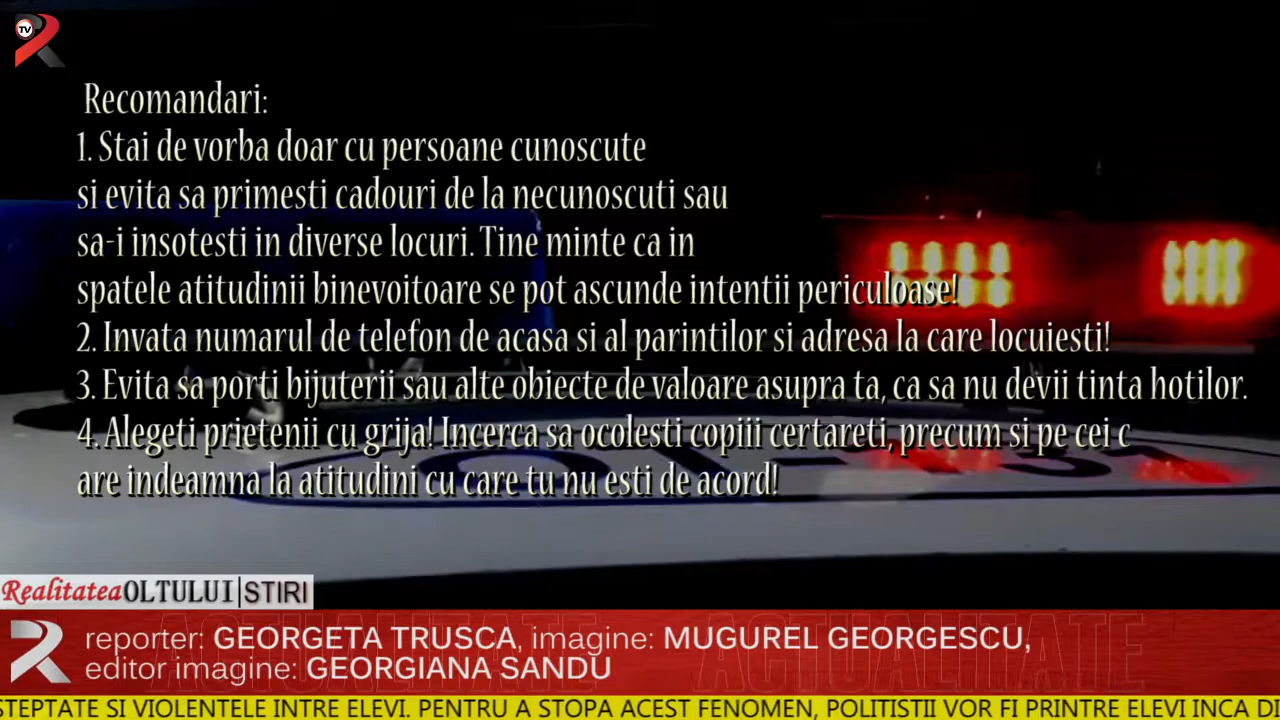 TV
Recomandari:
1. Stai de vorba doar cu persoane cunoscute
si evita sa primesti cadouri de la necunoscuti sau
sa-i insotesti in diverse locuri. Tine minte ca in
spatele atitudinii binevoitoare se pot ascunde intentii periculoase!
2. Invata numarul de telefon de acasa si al parintilor si adresa la care locuiesti!
3. Evita sa porti bijuterii sau alte obiecte de valoare asupra ta, ca sa nu devii tinta hotilor.
4. Alegeti prietenii cu grija! Incerca sa ocolesti copiii certareti, precum si pe cei c
are indeamna la atitudini cu care tu nu esti de acord!
RealitateaOLTULUI|STIRI
ACTUALITATE ACTUALITATE
reporter: GEORGETA TRUSCA, imagine: MUGUREL GEORGESCU,
editor imagine: GEORGIANA SANDU
STEPTATE SI VIOLENTELE INTRE ELEVI. PENTRU A STOPA ACEST FENOMEN, POLITISTII VOR FI PRINTRE ELEVI INCA DI